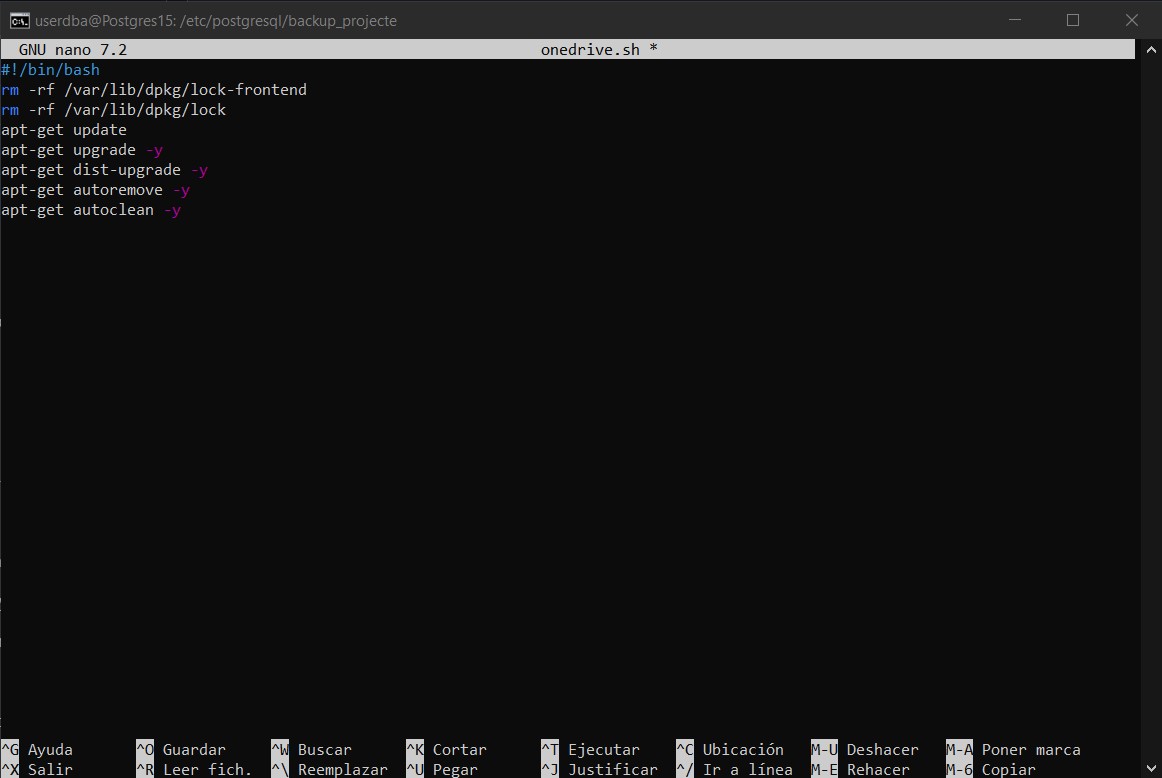 userdba@Postgres15: /etc/postgresql/backup_projecte
GNU nano 7.2 onedrive.sh *
#!/bin/bash
rm -rf /var/lib/dpkg/lock-frontend
rm -rf /var/lib/dpkg/lock
apt-get update
apt-get upgrade -y
apt-get dist-upgrade -y
apt-get autoremove -y
apt-get autoclean -y
^G Ayuda ^O Guardar ^W Buscar ^K Cortar ^T Ejecutar ^C Ubicación M-U Deshacer M-A Poner marca
^X Salir ^R Leer fich. ^\ Reemplazar ^U Pegar ^J Justificar ^/ Ir a línea M-E Rehacer M-6 Copiar